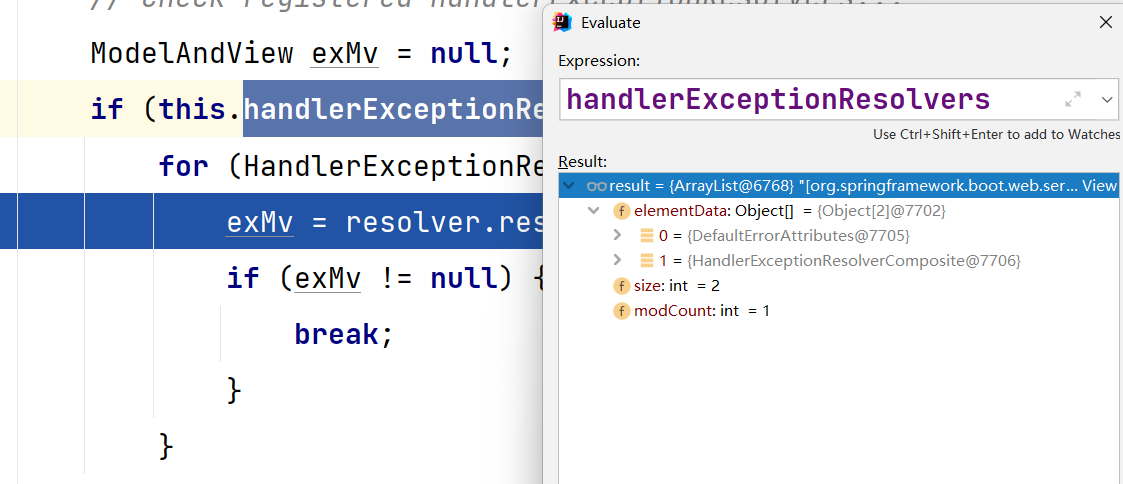 // Check registered HandlerExceptionResolvers...
ModelAndView exMv = null;
if (this.handlerExceptionRe
for (HandlerExceptionRe
exMv = resolver.res
if (exMv != null) {
break;
}
}
Evaluate
Expression:
handlerExceptionResolvers
Use Ctrl+Shift+Enter to add to Watches
Result:
result = {ArrayList@6768} "[org.springframework.boot.web.ser... View
f elementData: Object[] = {Object[2]@7702}
0 = {DefaultErrorAttributes@7705}
1 = {HandlerExceptionResolverComposite@7706}
f size: int = 2
f modCount: int = 1